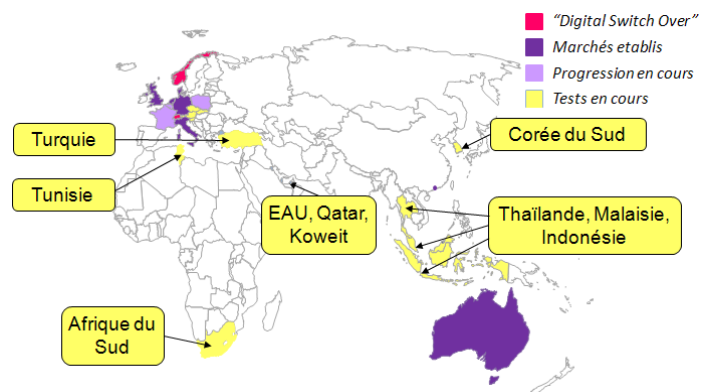 “Digital Switch Over”
Marchés etablis
Progression en cours
Tests en cours
Turquie
Corée du Sud
Tunisie
EAU, Qatar,
Koweit
Thaïlande, Malaisie,
Indonésie
Afrique du
Sud